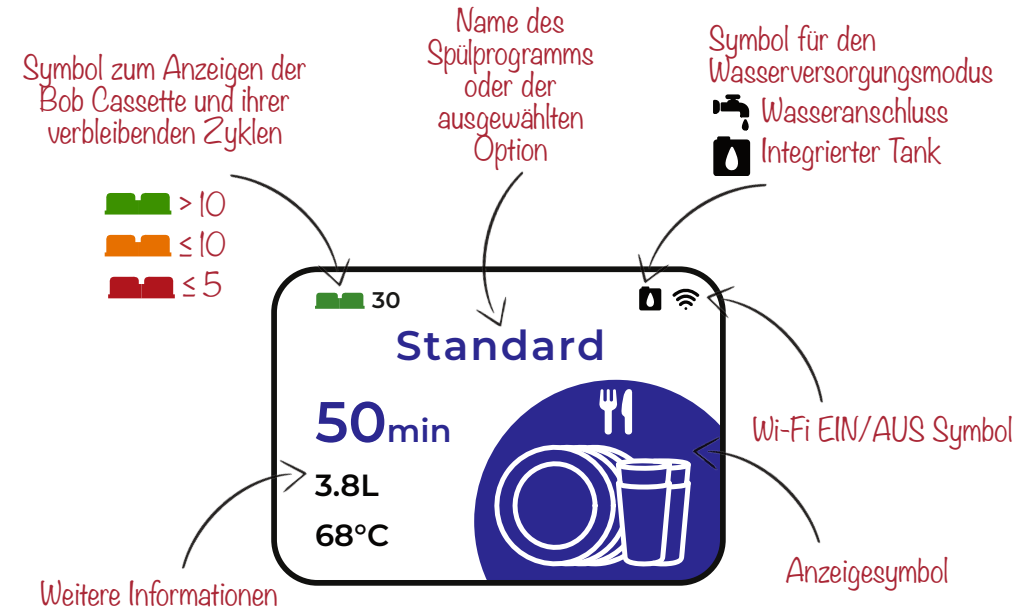 Symbol zum Anzeigen der
Bob Cassette und ihrer
verbleibenden Zyklen
> 10
≤ 10
≤ 5
Name des
Spülprogramms
oder der
ausgewählten
Option
Symbol für den
Wasserversorgungsmodus
Wasseranschluss
Integrierter Tank
30
Standard
50min
3.8L
68°C
Wi-Fi EIN/AUS Symbol
Anzeigesymbol
Weitere Informationen